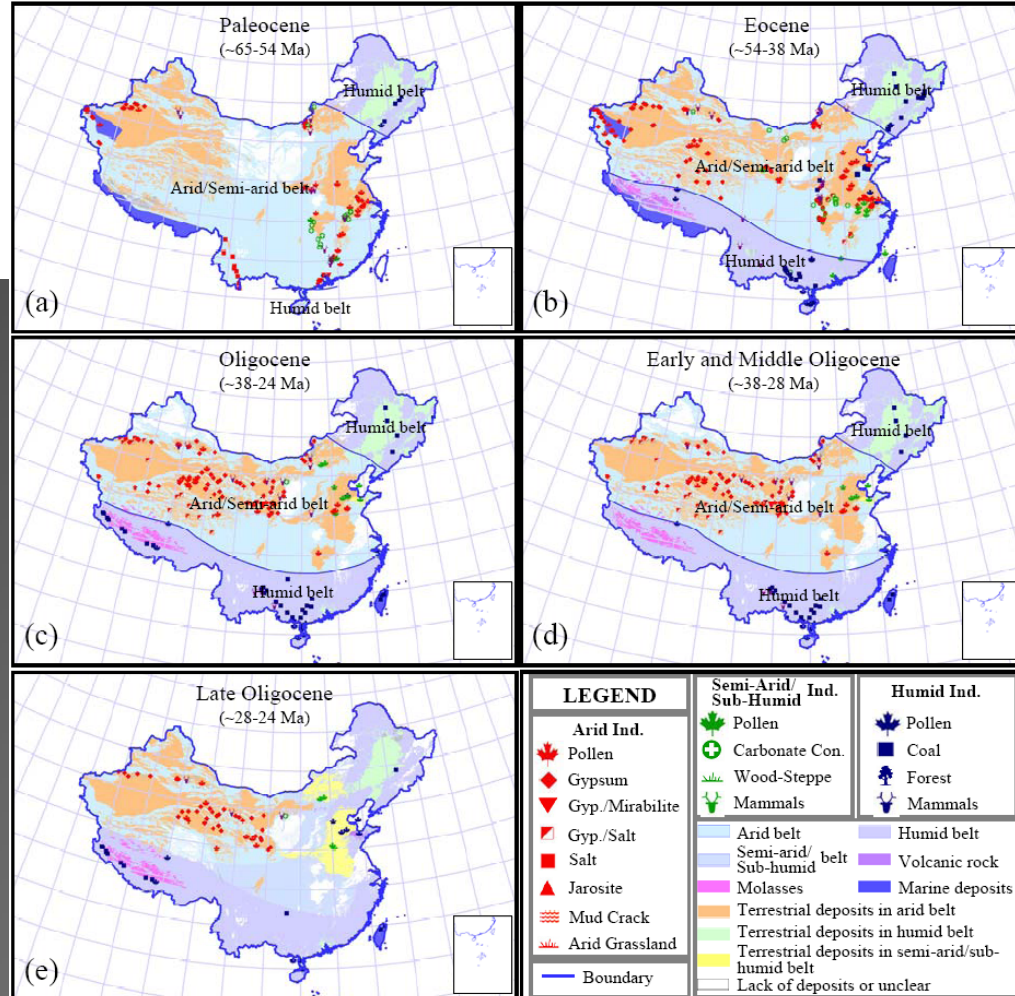 Paleocene
(~65-54 Ma)
Humid belt
Arid/Semi-arid belt
Humid belt
(a)
Eocene
(~54-38 Ma)
Humid belt
Arid/Semi-arid belt
Humid belt
(b)
Oligocene
(~38-24 Ma)
Humid belt
Arid/Semi-arid belt
Humid belt
(c)
Early and Middle Oligocene
(~38-28 Ma)
Humid belt
Arid/Semi-arid belt
Humid belt
(d)
Late Oligocene
(~28-24 Ma)
(e)
LEGEND
Arid Ind.
Pollen
Gypsum
Gyp./Mirabilite
Gyp./Salt
Salt
Jarosite
Mud Crack
Arid Grassland
Boundary
Semi-Arid/
Sub-Humid Ind.
Pollen
Carbonate Con.
Wood-Steppe
Mammals
Humid Ind.
Pollen
Coal
Forest
Mammals
Arid belt
Semi-arid/
Sub-humid belt
Molasses
Humid belt
Volcanic rock
Marine deposits
Terrestrial deposits in arid belt
Terrestrial deposits in humid belt
Terrestrial deposits in semi-arid/sub-
humid belt
Lack of deposits or unclear